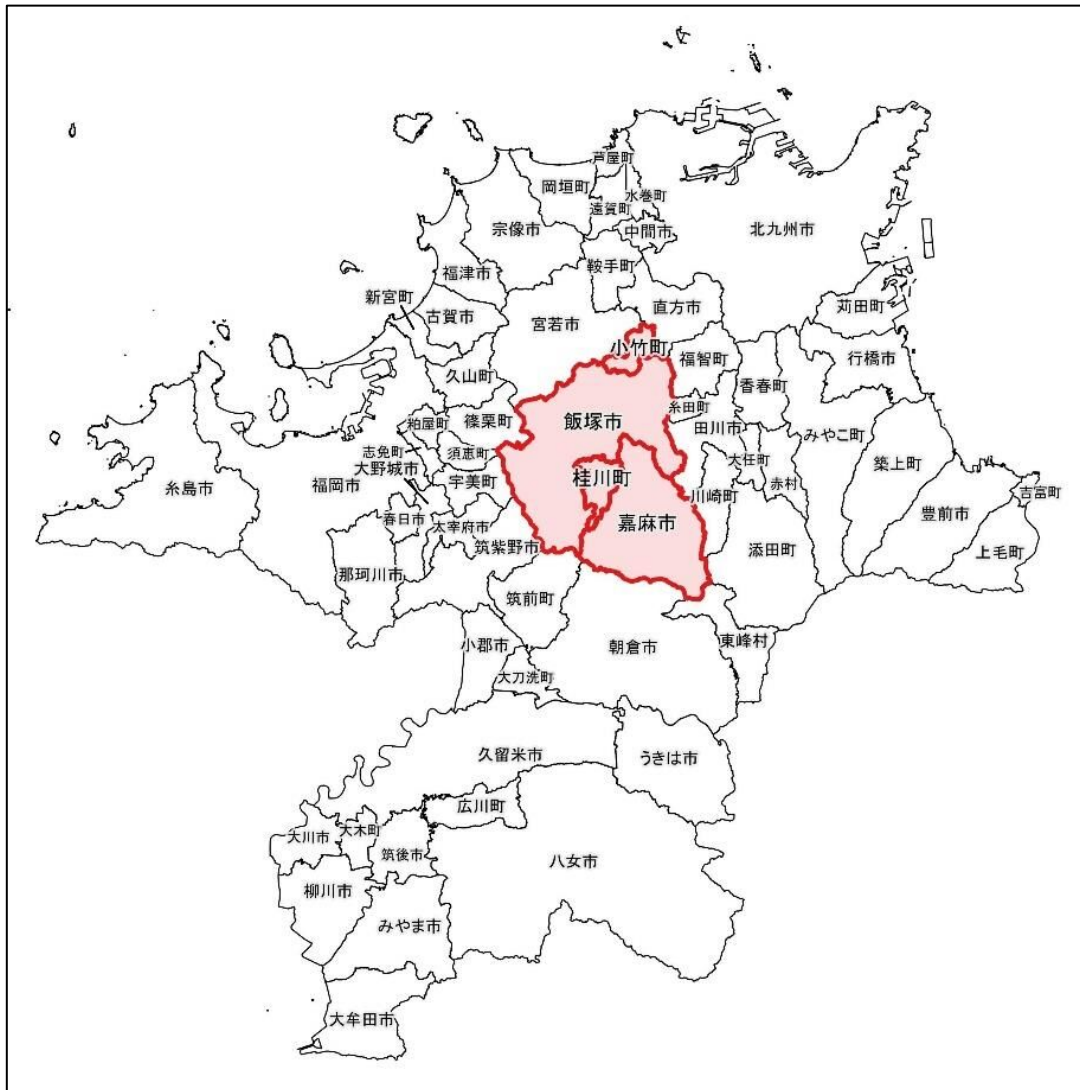 芦屋町
岡垣町
水巻町
遠賀町
宗像市
中間市
北九州市
鞍手町
福津市
新宮町
古賀市
宮若市
直方市
苅田町
小竹町
福智町
行橋市
久山町
香春町
糸田町
粕屋町
篠栗町
飯塚市
田川市
みやこ町
志免町
須恵町
大野城市
大任町
築上町
糸島市
福岡市
宇美町
桂川町
川崎町
赤村
吉富町
春日市
太宰府市
嘉麻市
豊前市
筑紫野市
添田町
上毛町
那珂川市
筑前町
小郡市
朝倉市
東峰村
大刀洗町
久留米市
うきは市
広川町
大川市
大木町
筑後市
八女市
柳川市
みやま市
大牟田市